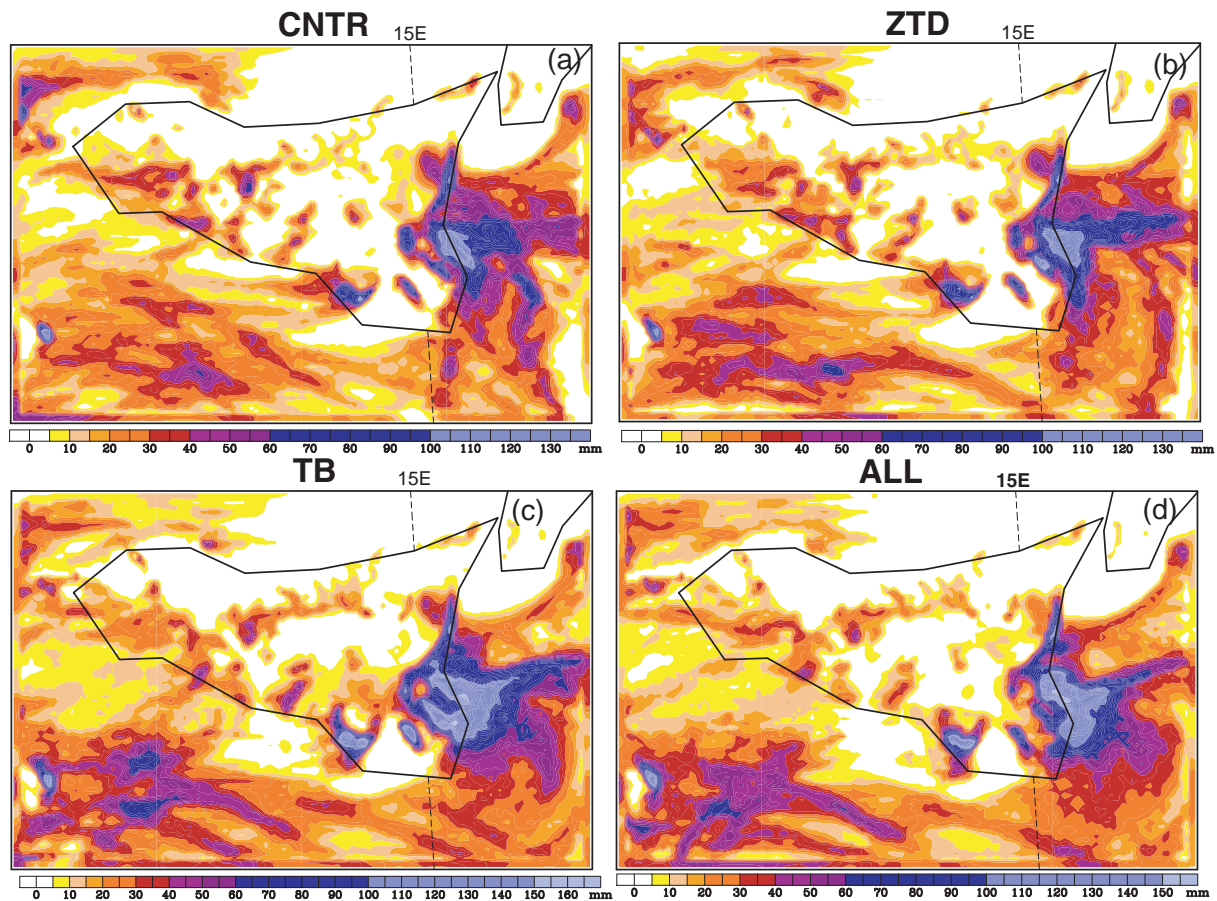 CNTR
ZTD
15E
15E
(a)
(b)
0 10 20 30 40 50 60 70 80 90 100 110 120 130 mm
0 10 20 30 40 50 60 70 80 90 100 110 120 130 mm
TB
ALL
15E
15E
(c)
(d)
0 10 20 30 40 50 60 70 80 90 100 110 120 130 140 150 160 mm
0 10 20 30 40 50 60 70 80 90 100 110 120 130 140 150 mm